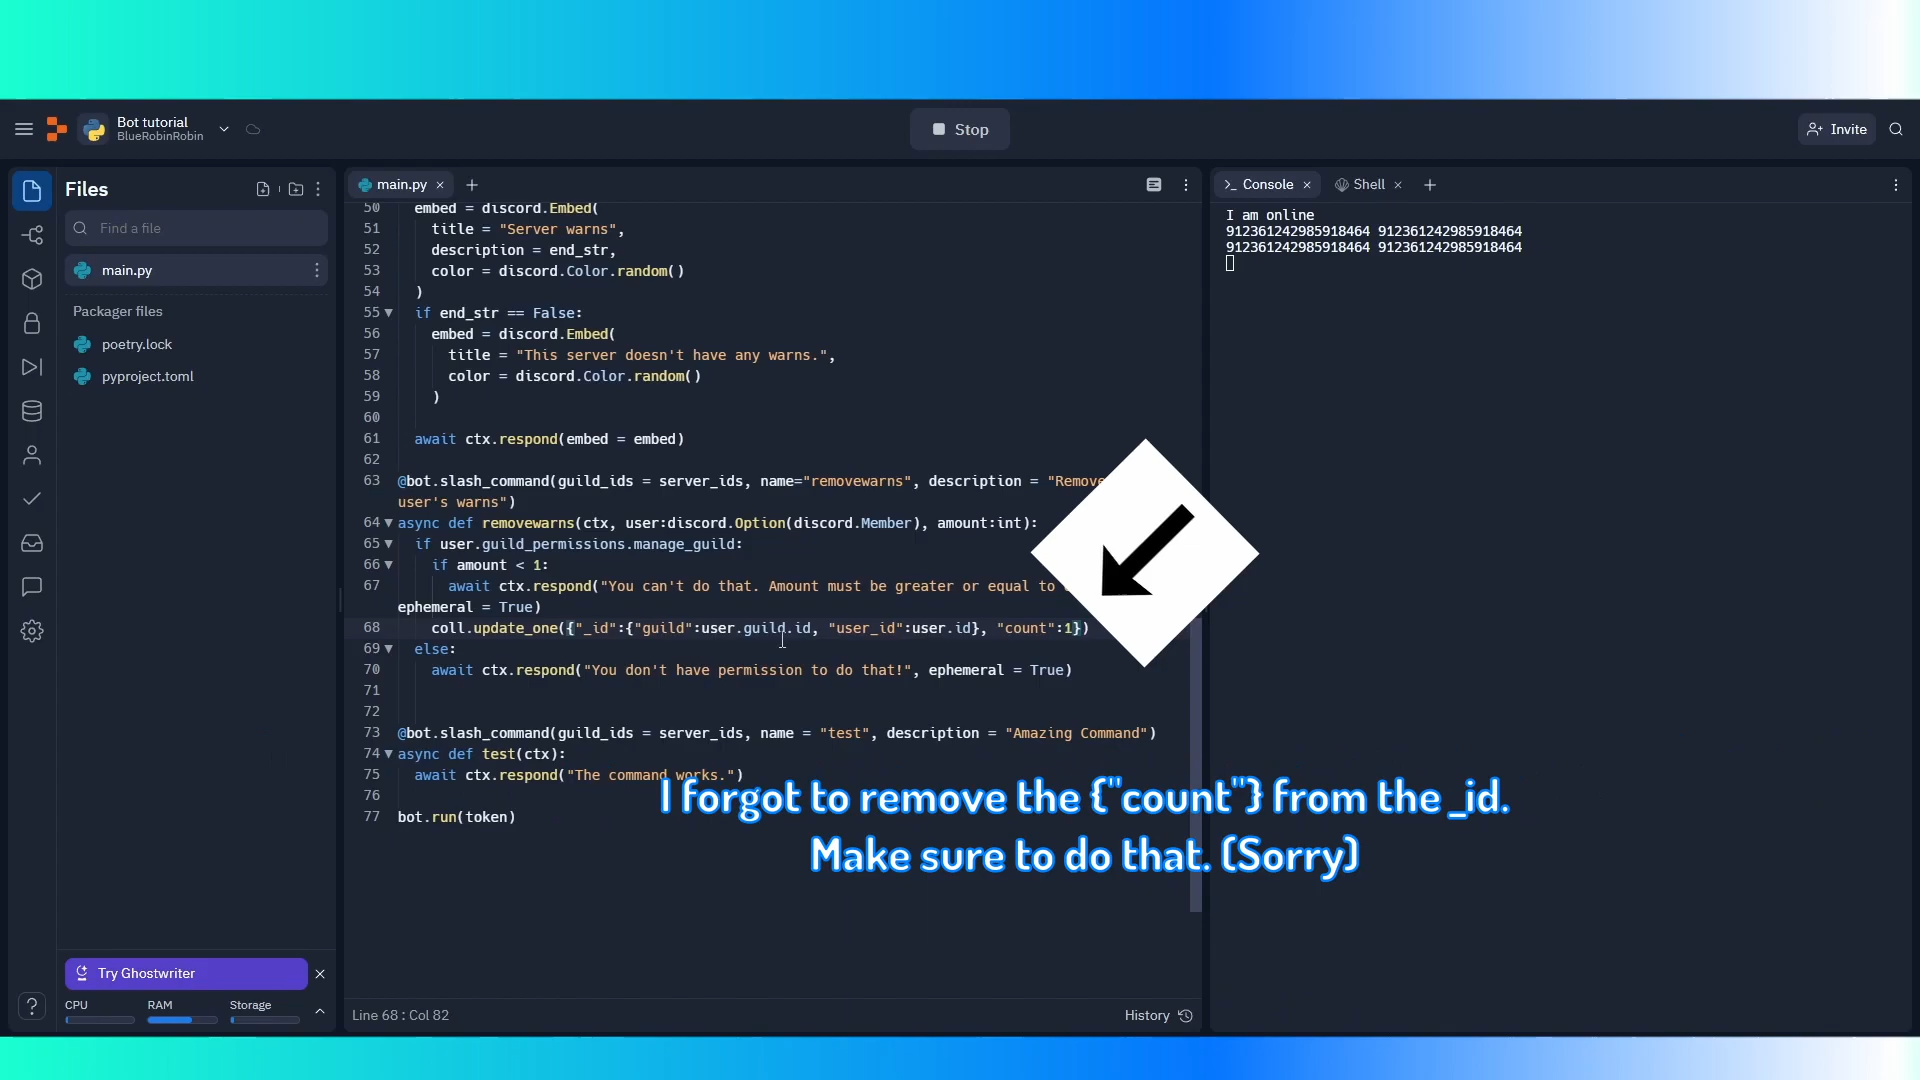 Bot tutorial
BlueRobinRobin
Stop
Invite
Files
Find a file
main.py
Packager files
poetry.lock
pyproject.toml
Try Ghostwriter
CPU RAM Storage
main.py
50 embed = discord.Embed(
51 title = "Server warns",
52 description = end_str,
53 color = discord.Color.random()
54 )
55 if end_str == False:
56 embed = discord.Embed(
57 title = "This server doesn't have any warns.",
58 color = discord.Color.random()
59 )
60
61 await ctx.respond(embed = embed)
62
63 @bot.slash_command(guild_ids = server_ids, name="removewarns", description = "Remove
user's warns")
64 async def removewarns(ctx, user:discord.Option(discord.Member), amount:int):
65 if user.guild_permissions.manage_guild:
66 if amount < 1:
67 await ctx.respond("You can't do that. Amount must be greater or equal to
ephemeral = True)
68 coll.update_one({"_id":{"guild":user.guild.id, "user_id":user.id}, "count":1})
69 else:
70 await ctx.respond("You don't have permission to do that!", ephemeral = True)
71
72
73 @bot.slash_command(guild_ids = server_ids, name = "test", description = "Amazing Command")
74 async def test(ctx):
75 await ctx.respond("The command works.")
76
77 bot.run(token)
I forgot to remove the {"count"} from the _id.
Make sure to do that. (Sorry)
Line 68 : Col 82
History
Console
Shell
I am online
912361242985918464 912361242985918464
912361242985918464 912361242985918464